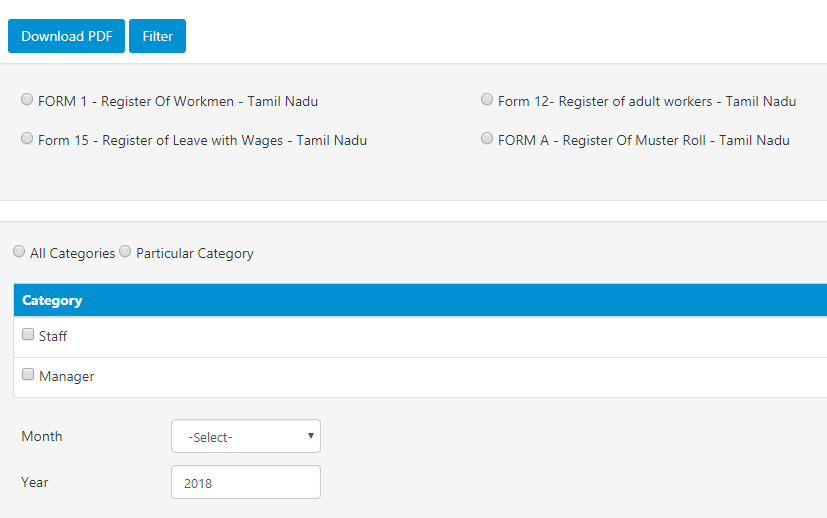 Download PDF Filter
FORM 1 - Register Of Workmen - Tamil Nadu Form 12- Register of adult workers - Tamil Nadu
Form 15 - Register of Leave with Wages - Tamil Nadu FORM A - Register Of Muster Roll - Tamil Nadu
All Categories Particular Category
Category
Staff
Manager
Month -Select-
Year 2018